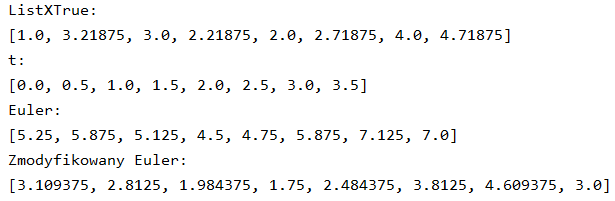 ListXTrue:
[1.0, 3.21875, 3.0, 2.21875, 2.0, 2.71875, 4.0, 4.71875]
t:
[0.0, 0.5, 1.0, 1.5, 2.0, 2.5, 3.0, 3.5]
Euler:
[5.25, 5.875, 5.125, 4.5, 4.75, 5.875, 7.125, 7.0]
Zmodyfikowany Euler:
[3.109375, 2.8125, 1.984375, 1.75, 2.484375, 3.8125, 4.609375, 3.0]